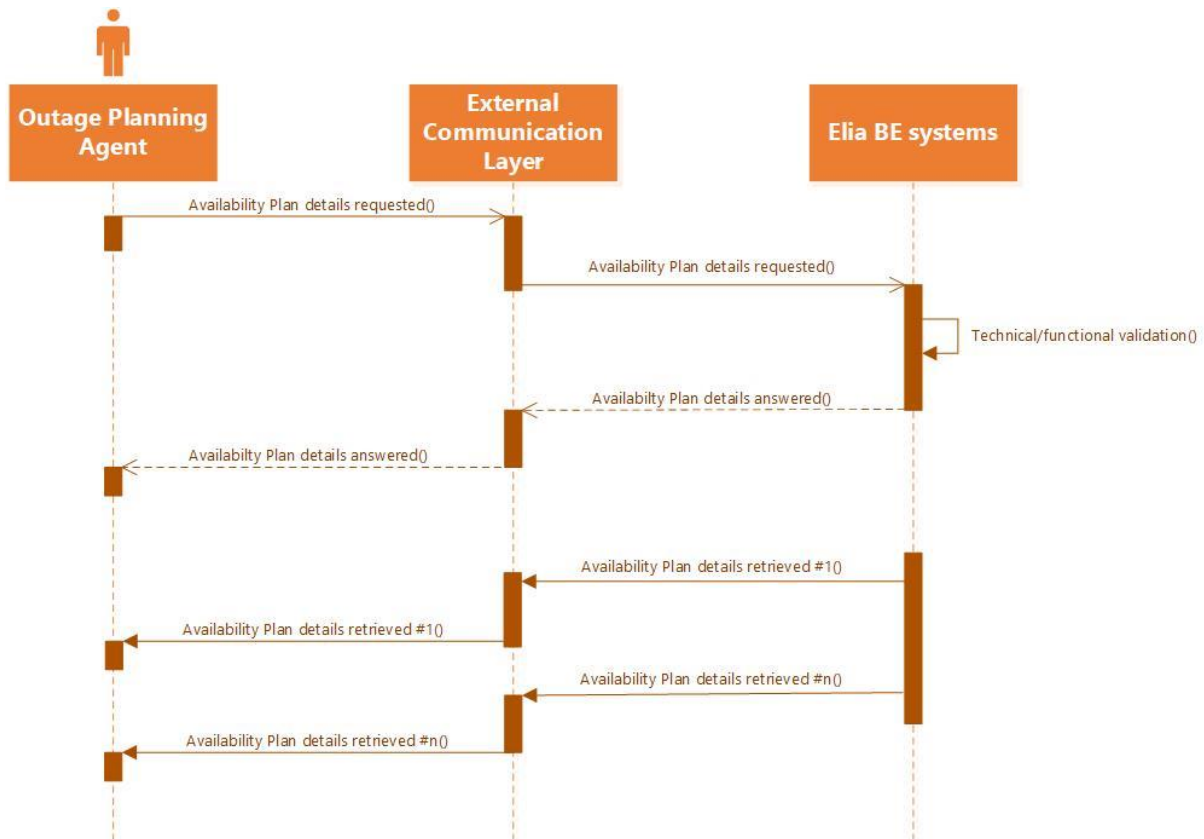 Outage Planning
Agent
External
Communication
Layer
Elia BE systems
Availability Plan details requested()
Availability Plan details requested()
Technical/functional validation()
Availabilty Plan details answered()
Availabilty Plan details answered()
Availability Plan details retrieved #1()
Availability Plan details retrieved #1()
Availability Plan details retrieved #n()
Availability Plan details retrieved #n()